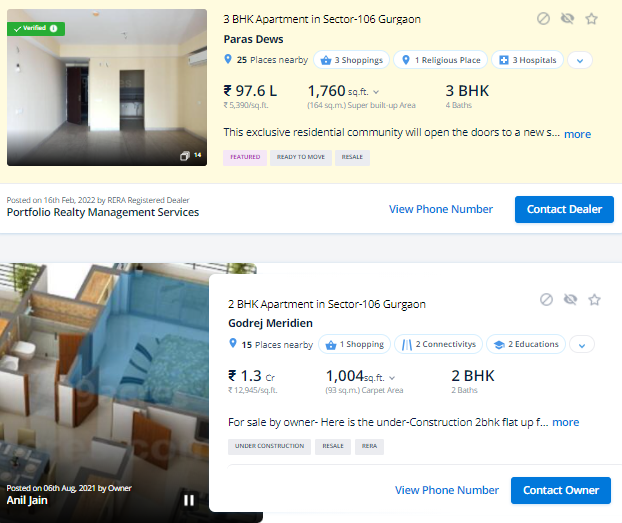 Verified
14
3 BHK Apartment in Sector-106 Gurgaon
Paras Dews
25 Places nearby 3 Shoppings 1 Religious Place 3 Hospitals
₹ 97.6 L 1,760 sq.ft. 3 BHK
₹ 5,390/sq.ft. (164 sq.m.) Super built-up Area 4 Baths
This exclusive residential community will open the doors to a new s... more
FEATURED READY TO MOVE RESALE
Posted on 16th Feb, 2022 by RERA Registered Dealer
Portfolio Realty Management Services
View Phone Number Contact Dealer
2 BHK Apartment in Sector-106 Gurgaon
Godrej Meridien
15 Places nearby 1 Shopping 2 Connectivitys 2 Educations
₹ 1.3 Cr 1,004sq.ft. 2 BHK
₹ 12,945/sq.ft. (93 sq.m.) Carpet Area 2 Baths
For sale by owner- Here is the under-Construction 2bhk flat up f... more
UNDER CONSTRUCTION RESALE RERA
Posted on 06th Aug, 2021 by Owner
Anil Jain
View Phone Number Contact Owner